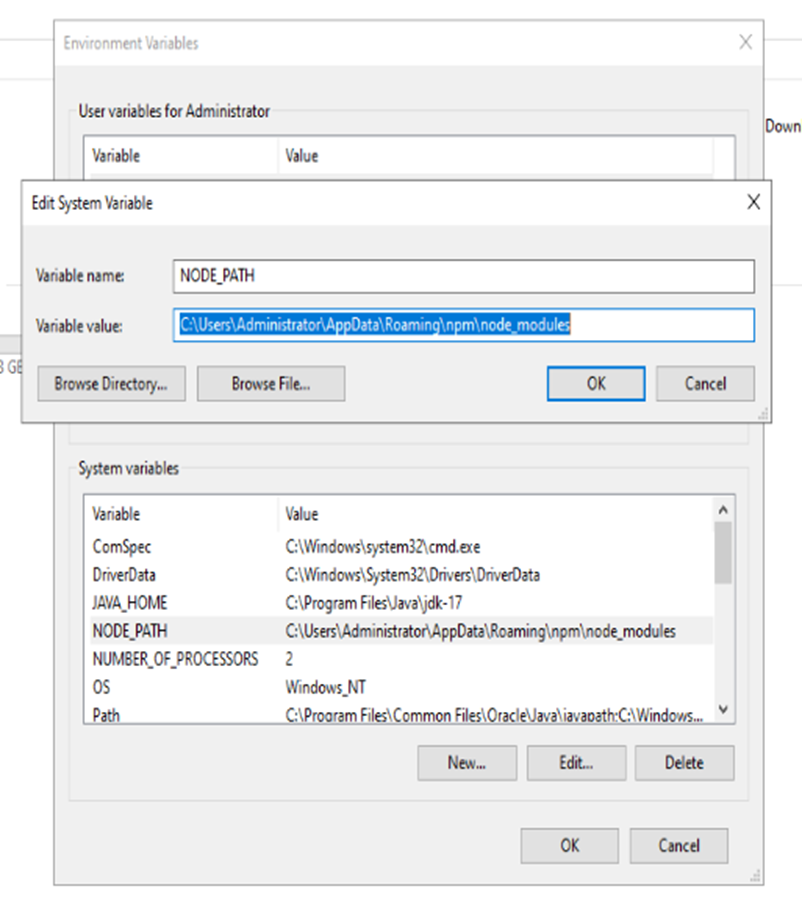 Environment Variables
User variables for Administrator
Down
Variable Value
Edit System Variable
Variable name: NODE_PATH
Variable value: C:\Users\Administrator\AppData\Roaming\npm\node_modules
Browse Directory... Browse File... OK Cancel
System variables
Variable Value
ComSpec C:\Windows\system32\cmd.exe
DriverData C:\Windows\System32\Drivers\DriverData
JAVA_HOME C:\Program Files\Java\jdk-17
NODE_PATH C:\Users\Administrator\AppData\Roaming\npm\node_modules
NUMBER_OF_PROCESSORS 2
OS Windows_NT
Path C:\Program Files\Common Files\Oracle\Java\javapath;C:\Windows...
New... Edit... Delete
OK Cancel